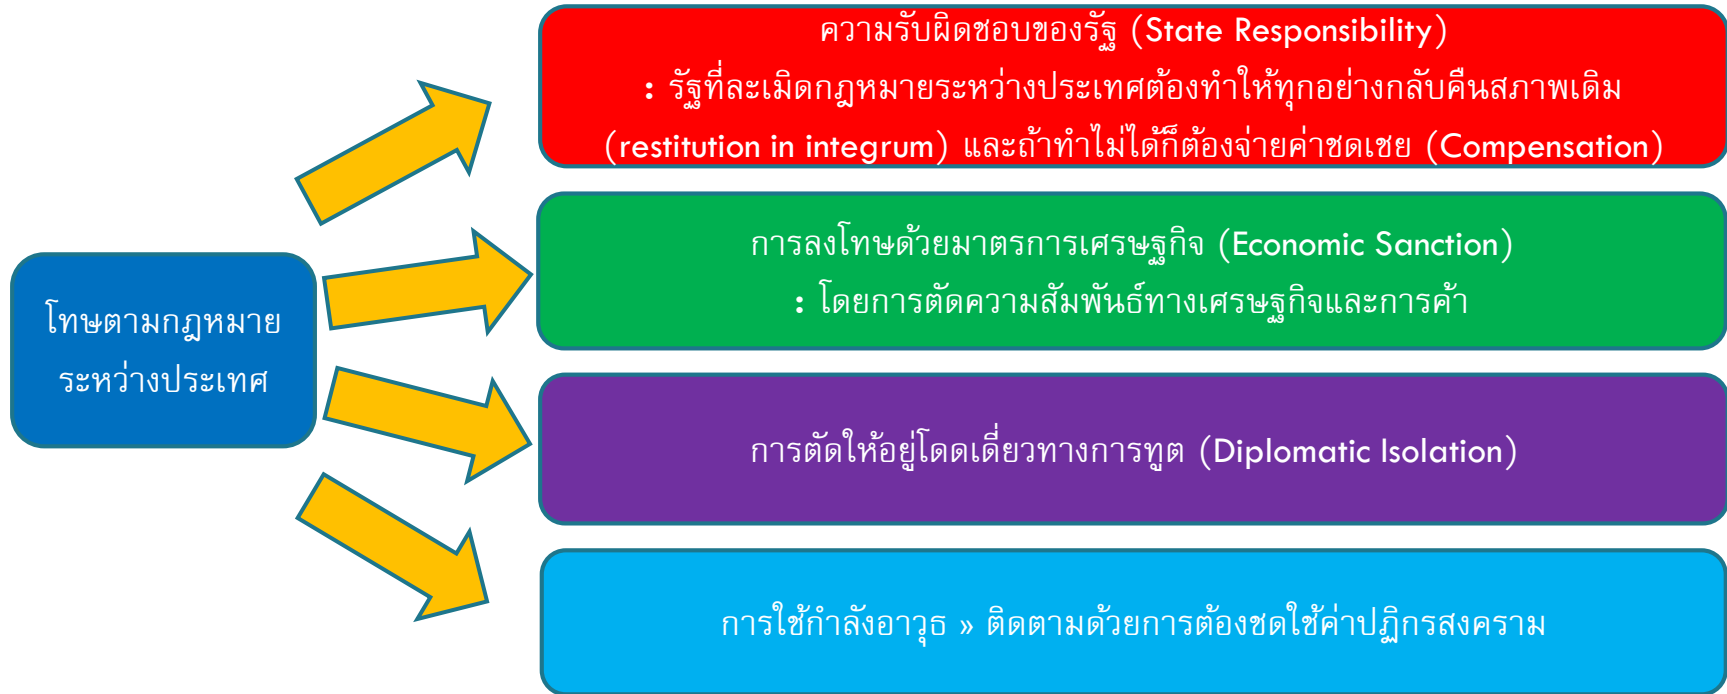 ความรับผิดชอบของรัฐ (State Responsibility)
: รัฐที่ละเมิดกฎหมายระหว่างประเทศต้องทำให้ทุกอย่างกลับคืนสภาพเดิม
(restitution in integrum) และถ้าทำไม่ได้ก็ต้องจ่ายค่าชดเชย (Compensation)
การลงโทษด้วยมาตรการเศรษฐกิจ (Economic Sanction)
: โดยการตัดความสัมพันธ์ทางเศรษฐกิจและการค้า
โทษตามกฎหมาย
ระหว่างประเทศ
การตัดให้อยู่โดดเดี่ยวทางการทูต (Diplomatic Isolation)
การใช้กำลังอาวุธ » ติดตามด้วยการต้องชดใช้ค่าปฏิกรสงคราม